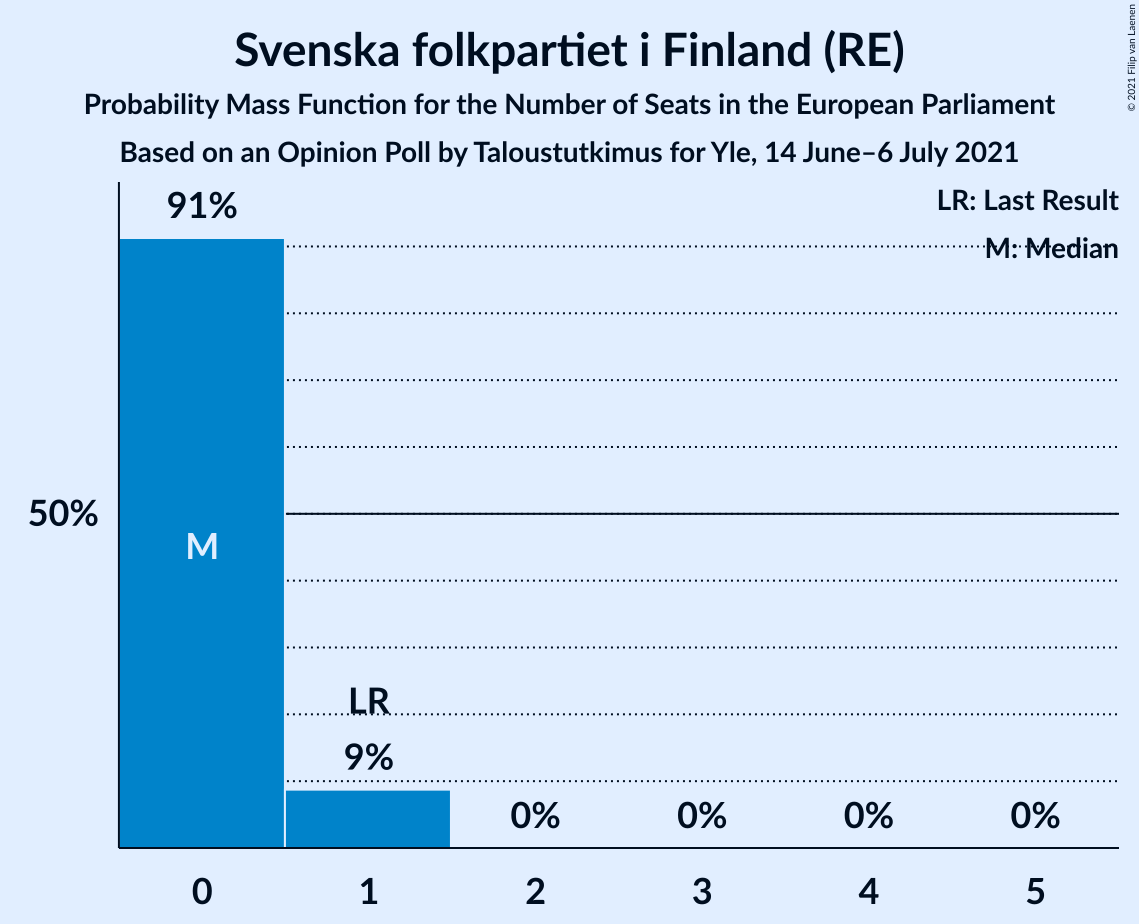 Svenska folkpartiet i Finland (RE)
Probability Mass Function for the Number of Seats in the European Parliament
Based on an Opinion Poll by Taloustutkimus for Yle, 14 June–6 July 2021
© 2021 Filip van Laenen
LR: Last Result
M: Median
91%
50%
M
LR
9%
0% 0% 0% 0%
0 1 2 3 4 5